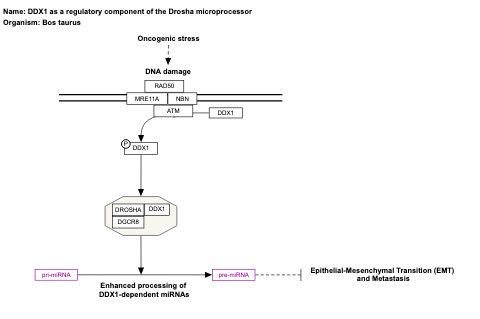 Name: DDX1 as a regulatory component of the Drosha microprocessor
Organism: Bos taurus
Oncogenic stress
DNA damage
RAD50
MRE11A
NBN
ATM
DDX1
P
DDX1
DROSHA
DDX1
DGCR8
pri-miRNA
pre-miRNA
Epithelial-Mesenchymal Transition (EMT)
and Metastasis
Enhanced processing of
DDX1-dependent miRNAs